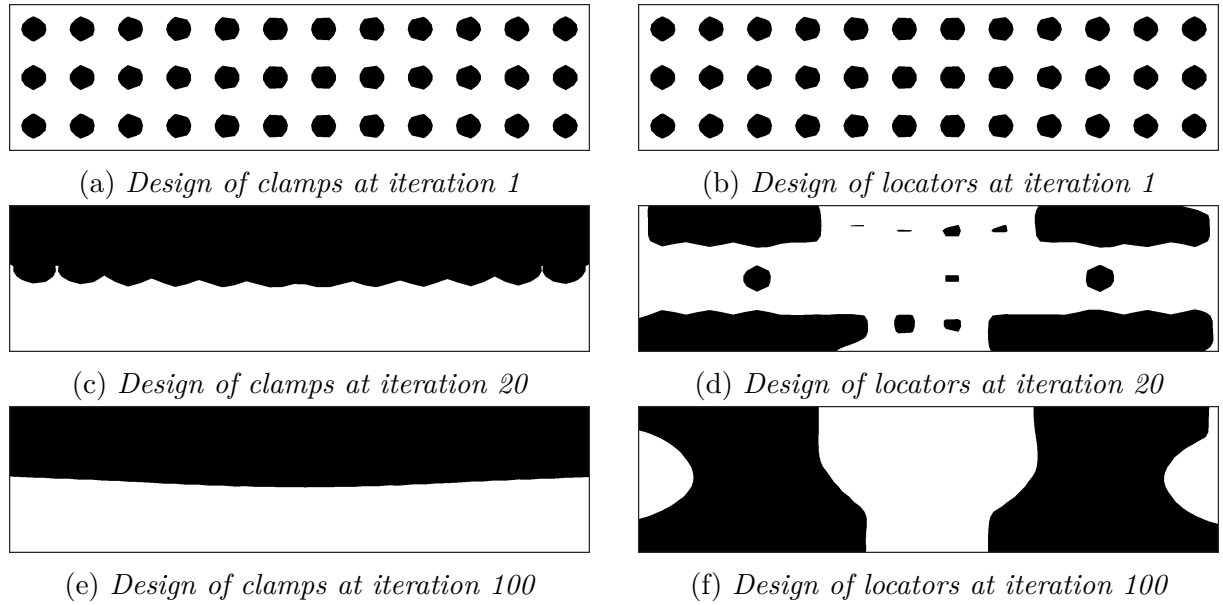 (a) Design of clamps at iteration 1
(b) Design of locators at iteration 1
(c) Design of clamps at iteration 20
(d) Design of locators at iteration 20
(e) Design of clamps at iteration 100
(f) Design of locators at iteration 100